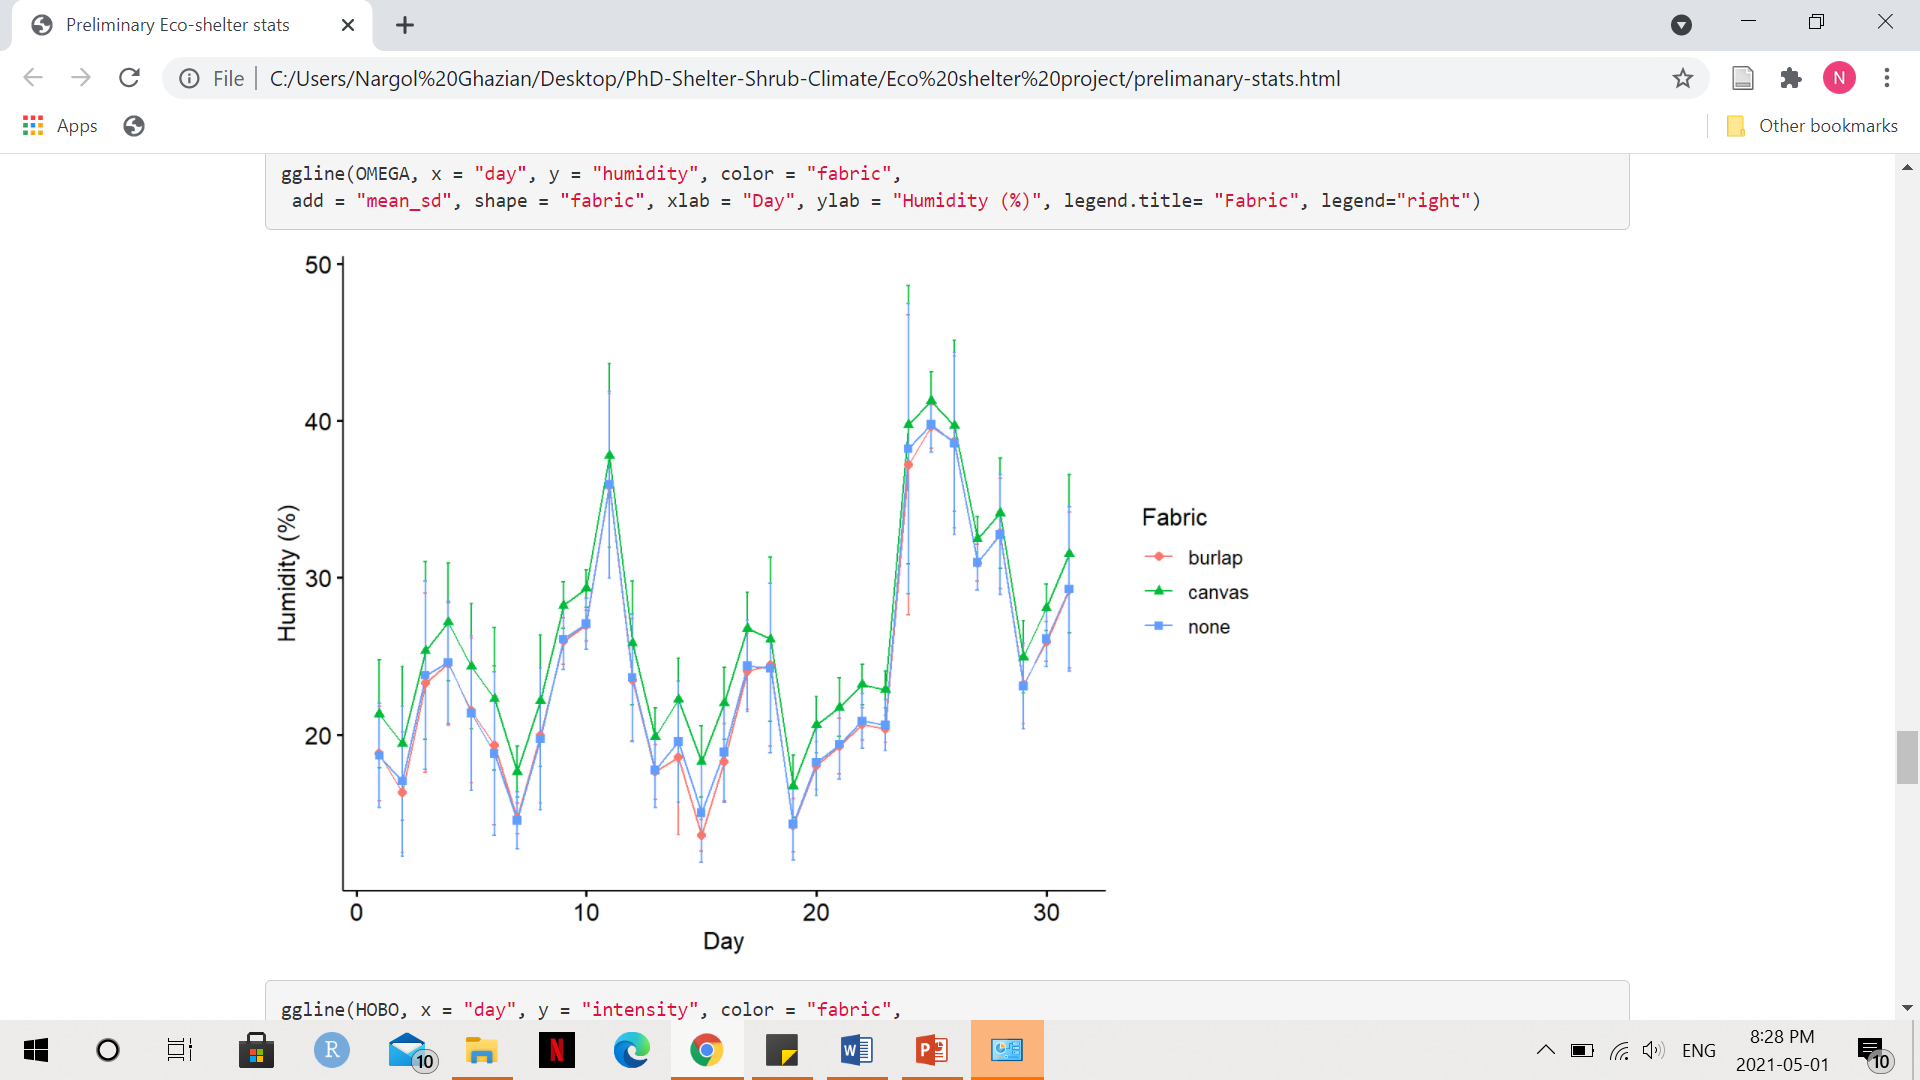 Preliminary Eco-shelter stats
File C:/Users/Nargol%20Ghazian/Desktop/PhD-Shelter-Shrub-Climate/Eco%20shelter%20project/prelimanary-stats.html
N
Apps
Other bookmarks
ggline(OMEGA, x = "day", y = "humidity", color = "fabric",
add = "mean_sd", shape = "fabric", xlab = "Day", ylab = "Humidity (%)", legend.title= "Fabric", legend="right")
50
40
30
20
Humidity (%)
0 10 20 30
Day
Fabric
burlap
canvas
none
ggline(HOBO, x = "day", y = "intensity", color = "fabric",
R
10
N
W
P
ENG
8:28 PM
2021-05-01
10